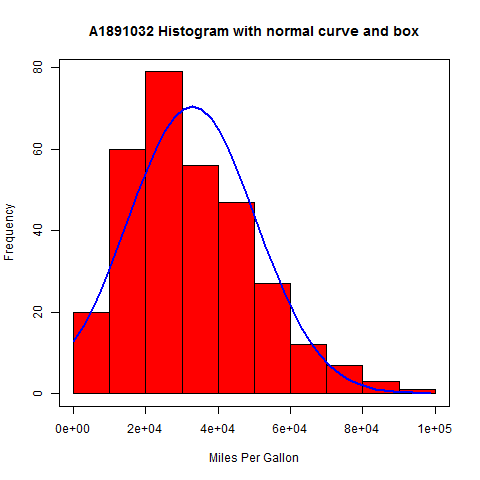 A1891032 Histogram with normal curve and box
Frequency
80
60
40
20
0
0e+00 2e+04 4e+04 6e+04 8e+04 1e+05
Miles Per Gallon